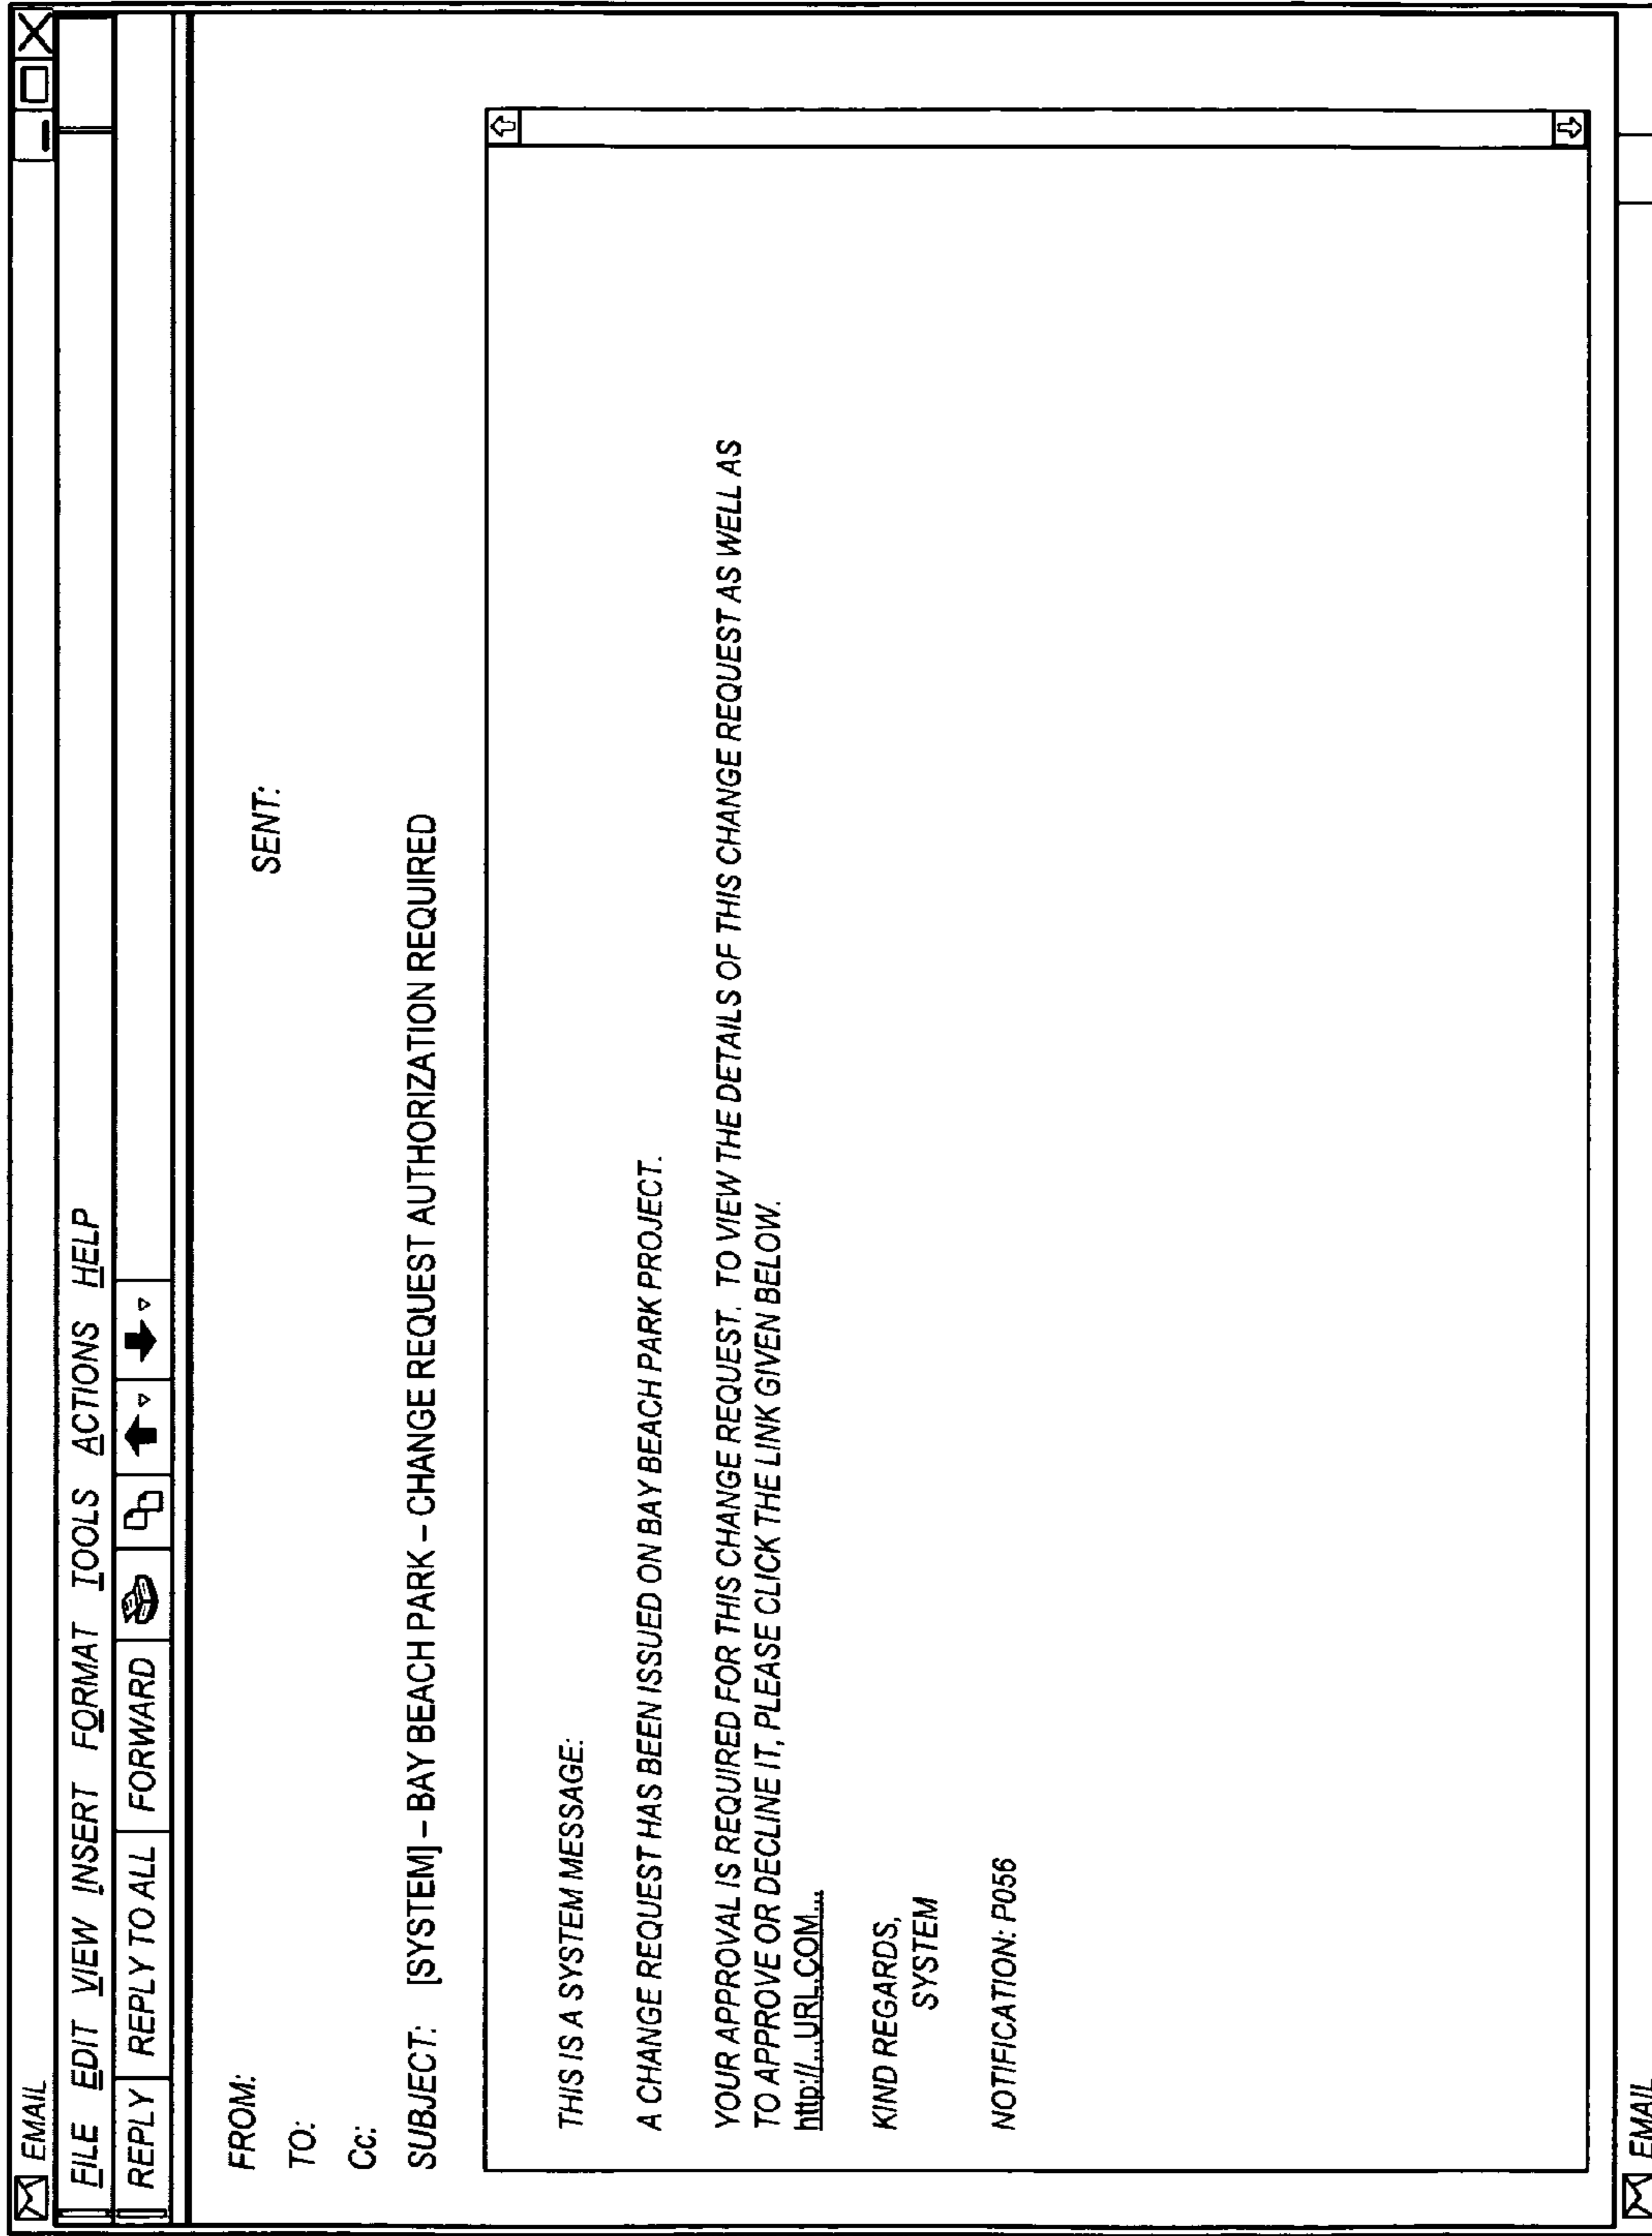 EMAIL
FILE EDIT VIEW INSERT FORMAT TOOLS ACTIONS HELP
REPLY REPLY TO ALL FORWARD
FROM:
SENT:
TO:
Cc:
SUBJECT: [SYSTEM] – BAY BEACH PARK – CHANGE REQUEST AUTHORIZATION REQUIRED
THIS IS A SYSTEM MESSAGE:
A CHANGE REQUEST HAS BEEN ISSUED ON BAY BEACH PARK PROJECT.
YOUR APPROVAL IS REQUIRED FOR THIS CHANGE REQUEST. TO VIEW THE DETAILS OF THIS CHANGE REQUEST AS WELL AS
TO APPROVE OR DECLINE IT, PLEASE CLICK THE LINK GIVEN BELOW.
http://...URL.COM...
KIND REGARDS,
SYSTEM
NOTIFICATION: P056
EMAIL